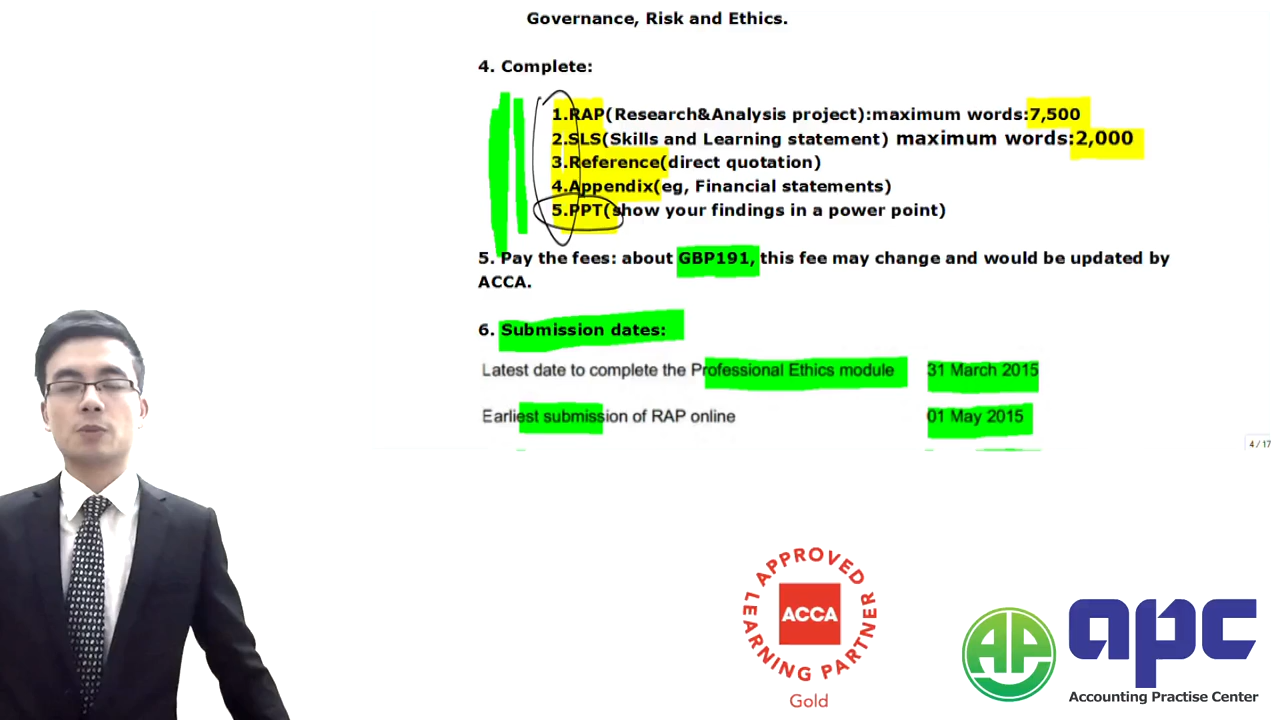 Governance, Risk and Ethics.
4. Complete:
1.RAP(Research&Analysis project):maximum words:7,500
2.SLS(Skills and Learning statement) maximum words:2,000
3.Reference(direct quotation)
4.Appendix(eg, Financial statements)
5.PPT(show your findings in a power point)
5. Pay the fees: about GBP191, this fee may change and would be updated by
ACCA.
6. Submission dates:
Latest date to complete the Professional Ethics module 31 March 2015
Earliest submission of RAP online 01 May 2015
4 / 17
APPROVED
ACCA
LEARNING PARTNER
Gold
AP
apc
Accounting Practise Center